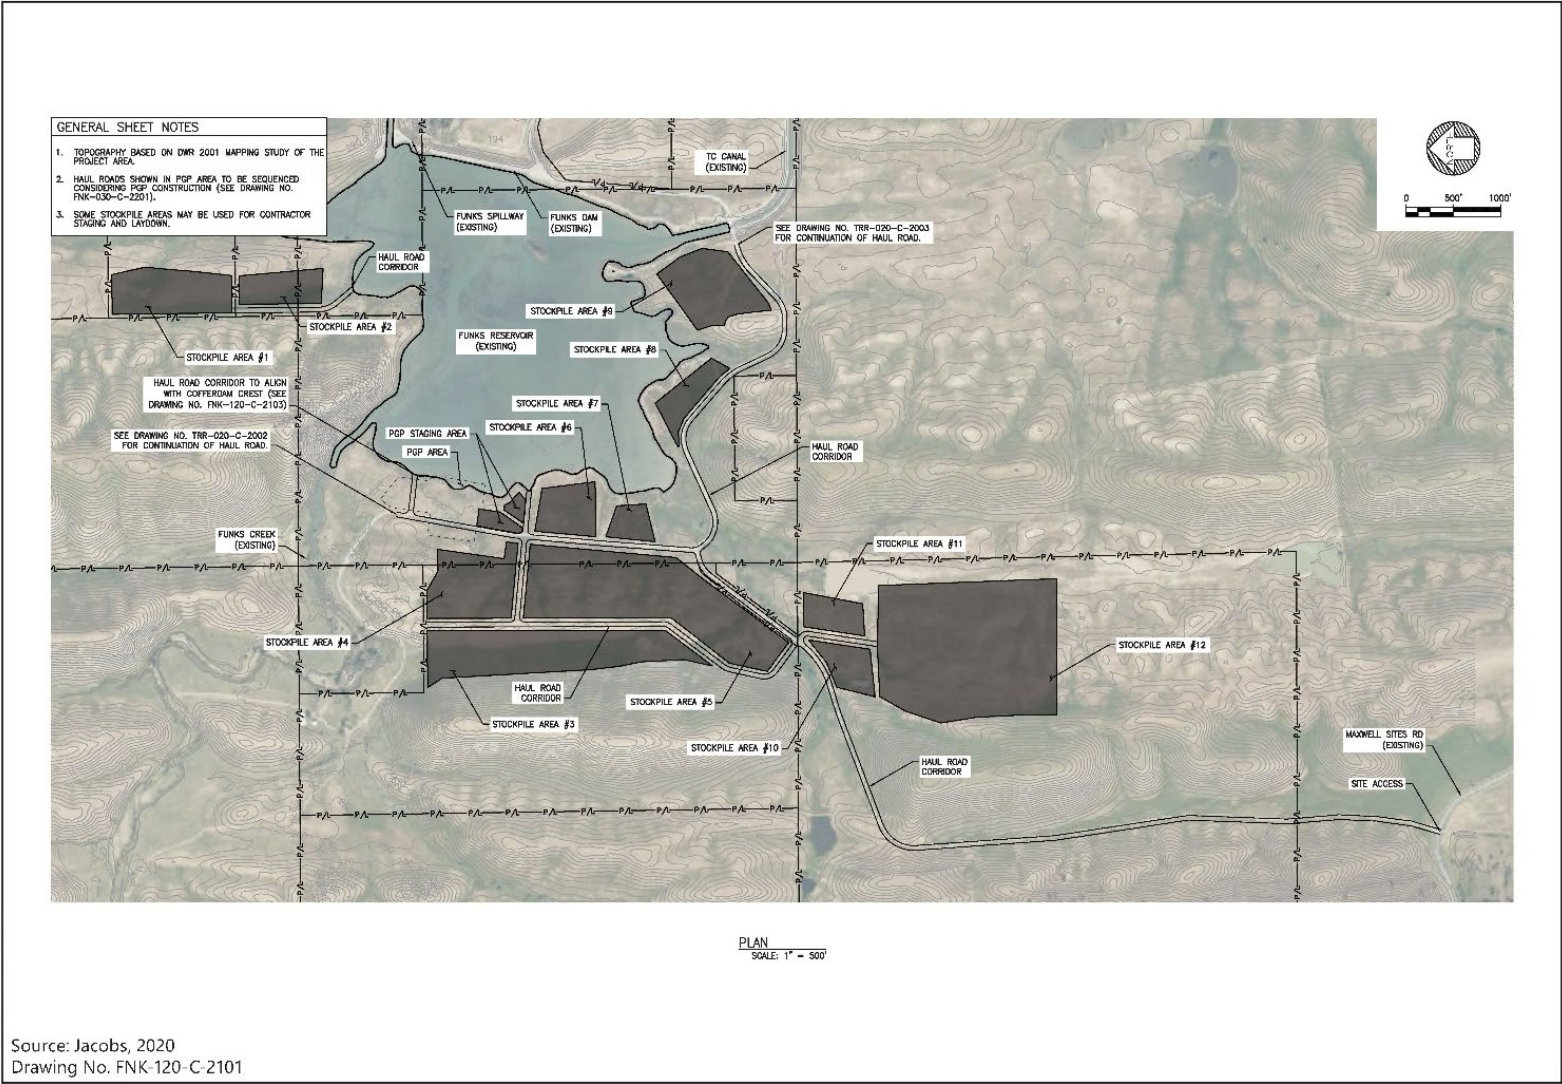 GENERAL SHEET NOTES
1. TOPOGRAPHY BASED ON DWR 2001 MAPPING STUDY OF THE
PROJECT AREA.
2. HAUL ROADS SHOWN IN PGP AREA TO BE SEQUENCED
CONSIDERING PGP CONSTRUCTION (SEE DRAWING NO.
FNK-030-C-2201).
3. SOME STOCKPILE AREAS MAY BE USED FOR CONTRACTOR
STAGING AND LAYDOWN.
TC CANAL
(EXISTING)
0 500' 1000'
FUNKS SPILLWAY
(EXISTING)
FUNKS DAM
(EXISTING)
SEE DRAWING NO. TRR-020-C-2003
FOR CONTINUATION OF HAUL ROAD.
HAUL ROAD
CORRIDOR
STOCKPILE AREA #9
STOCKPILE AREA #2
FUNKS RESERVOIR
(EXISTING)
STOCKPILE AREA #8
STOCKPILE AREA #1
HAUL ROAD CORRIDOR TO ALIGN
WITH COFFERDAM CREST (SEE
DRAWING NO. FNK-120-C-2103)
STOCKPILE AREA #7
STOCKPILE AREA #6
PGP STAGING AREA
PGP AREA
SEE DRAWING NO. TRR-020-C-2002
FOR CONTINUATION OF HAUL ROAD.
HAUL ROAD
CORRIDOR
FUNKS CREEK
(EXISTING)
STOCKPILE AREA #11
STOCKPILE AREA #4
STOCKPILE AREA #12
HAUL ROAD
CORRIDOR
STOCKPILE AREA #5
STOCKPILE AREA #3
STOCKPILE AREA #10
HAUL ROAD
CORRIDOR
MAXWELL SITES RD
(EXISTING)
SITE ACCESS
PLAN
SCALE: 1" = 500'
Source: Jacobs, 2020
Drawing No. FNK-120-C-2101